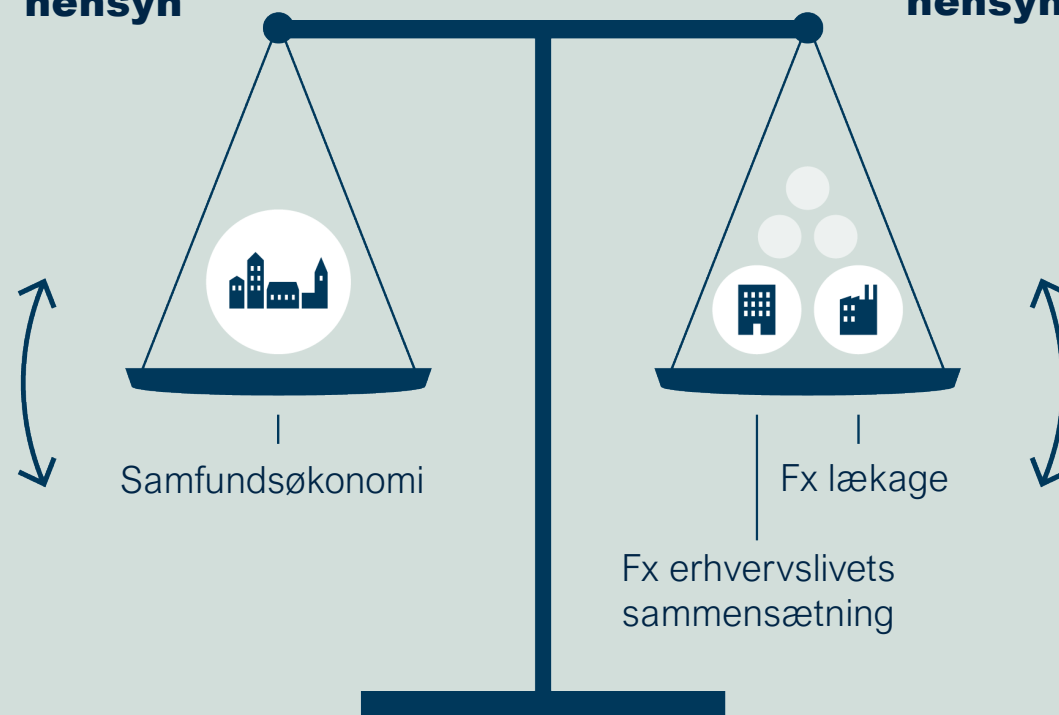 hensyn
hensyn
Samfundsøkonomi
Fx lækage
Fx erhvervslivets
sammensætning